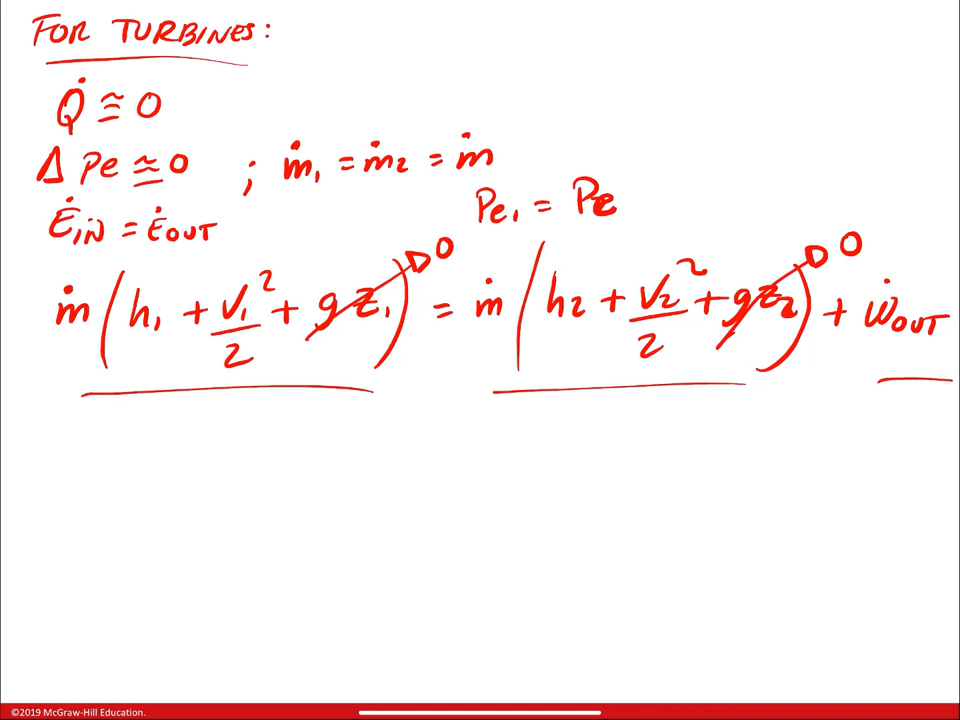 FOR TURBINES:
Q̇ ≅ 0
Δ pe ≅ 0 ; ṁ₁ = ṁ₂ = ṁ
Pe₁ = Pe
Ė_IN = Ė_OUT
ṁ (h₁ + V₁²/2 + gz₁)→0 = ṁ (h₂ + V₂²/2 + gz₂)→0 + Ẇ_OUT
©2019 McGraw-Hill Education.